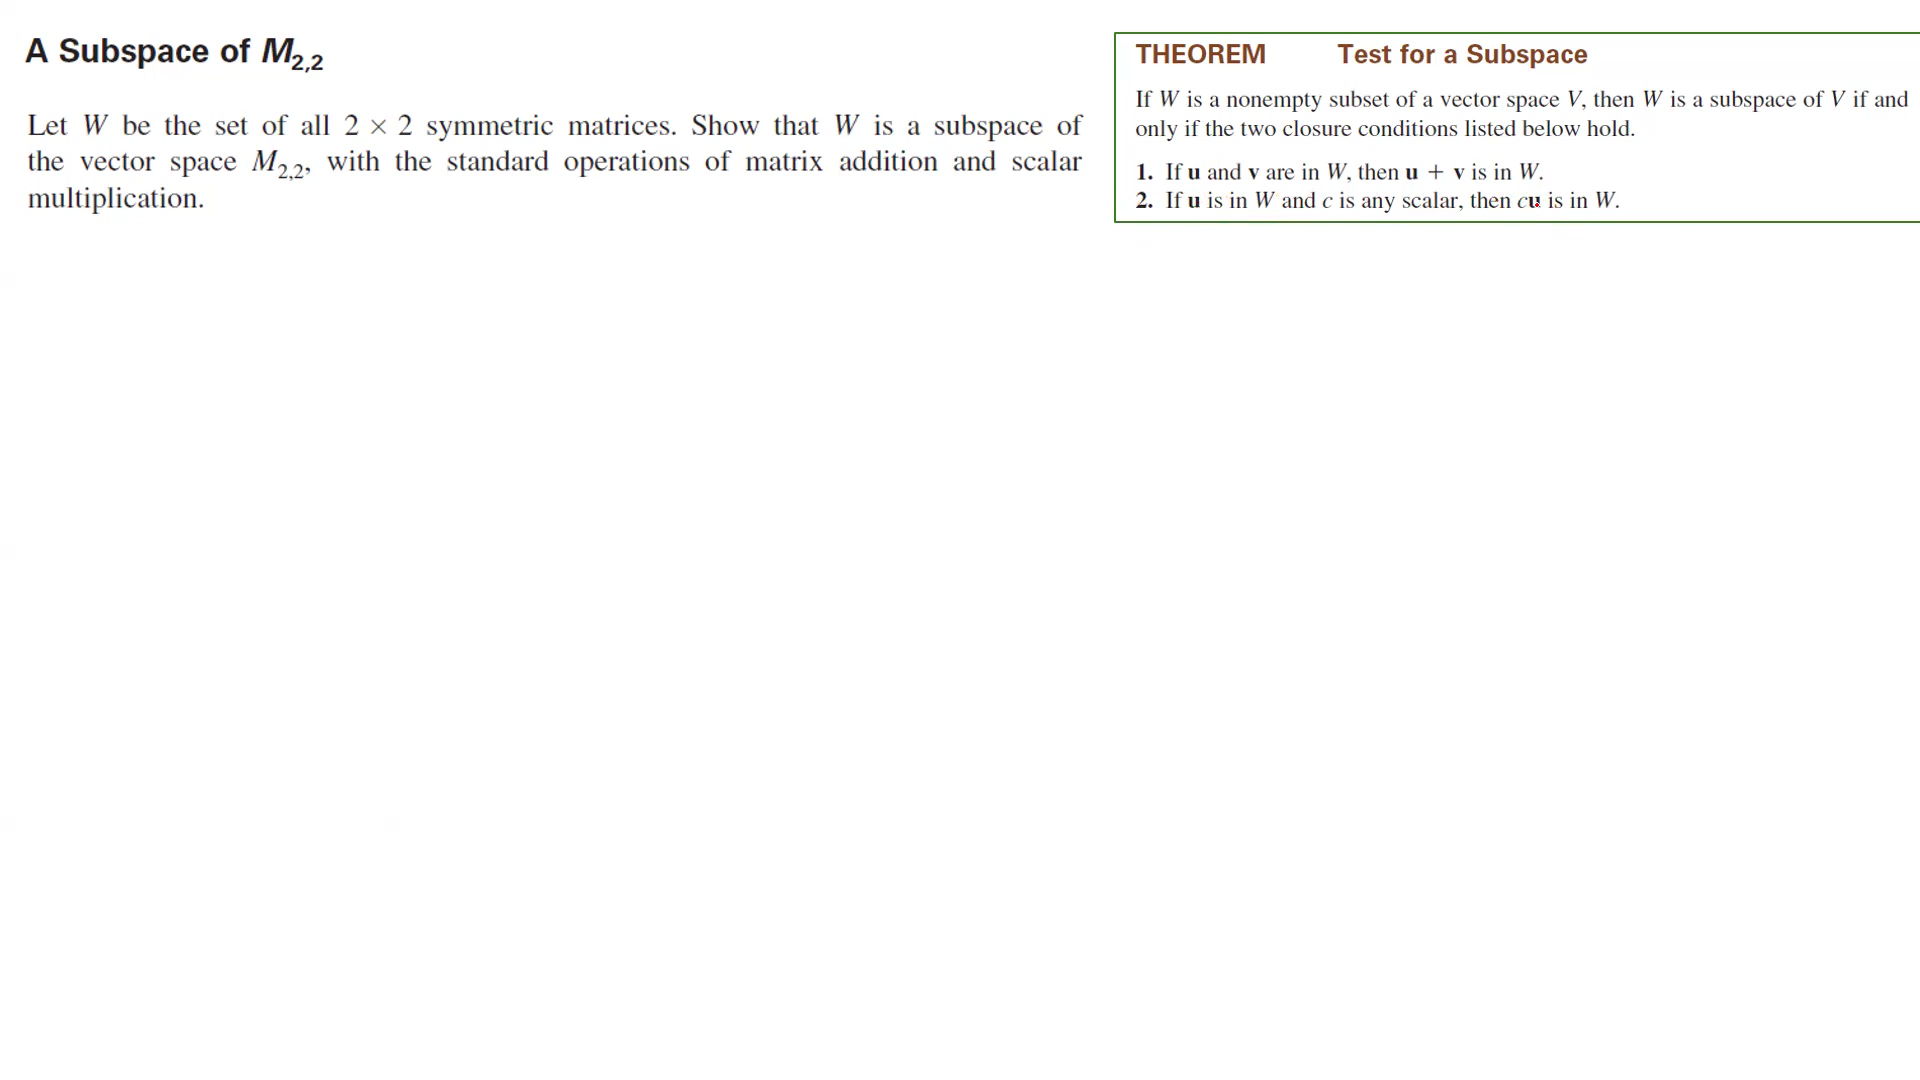 A Subspace of M2,2
Let W be the set of all 2 × 2 symmetric matrices. Show that W is a subspace of
the vector space M2,2, with the standard operations of matrix addition and scalar
multiplication.
THEOREM Test for a Subspace
If W is a nonempty subset of a vector space V, then W is a subspace of V if and
only if the two closure conditions listed below hold.
1. If u and v are in W, then u + v is in W.
2. If u is in W and c is any scalar, then cu is in W.